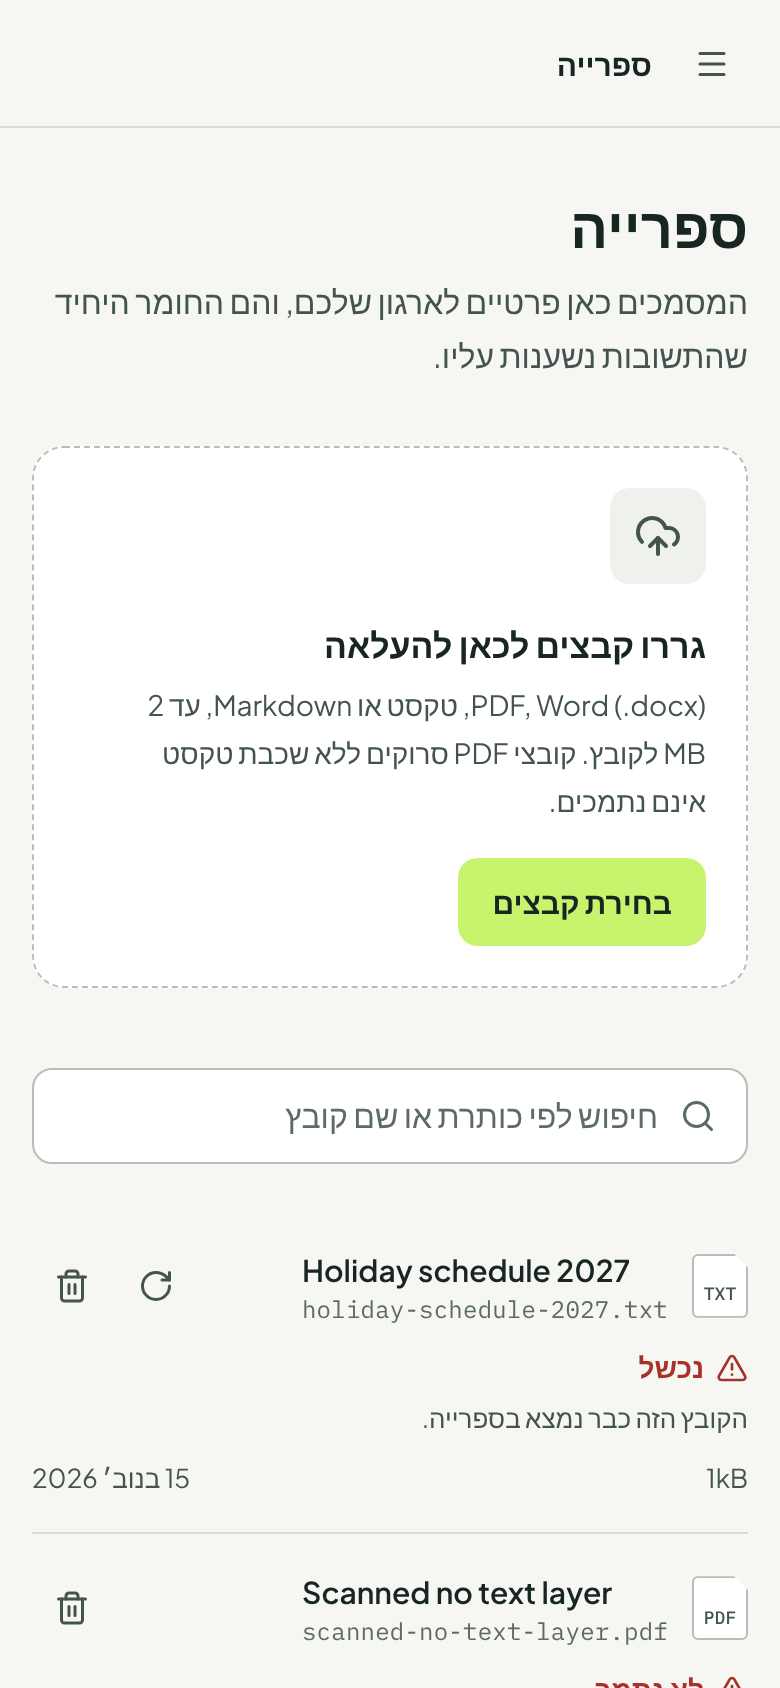 ספרייה
ספרייה
המסמכים כאן פרטיים לארגון שלכם, והם החומר היחיד
שהתשובות נשענות עליו.
גררו קבצים לכאן להעלאה
PDF, Word (.docx), טקסט או Markdown, עד 2
MB לקובץ. קובצי PDF סרוקים ללא שכבת טקסט
אינם נתמכים.
בחירת קבצים
חיפוש לפי כותרת או שם קובץ
TXT
Holiday schedule 2027
holiday-schedule-2027.txt
נכשל
הקובץ הזה כבר נמצא בספרייה.
1kB
15 בנוב׳ 2026
PDF
Scanned no text layer
scanned-no-text-layer.pdf
לא נתמך